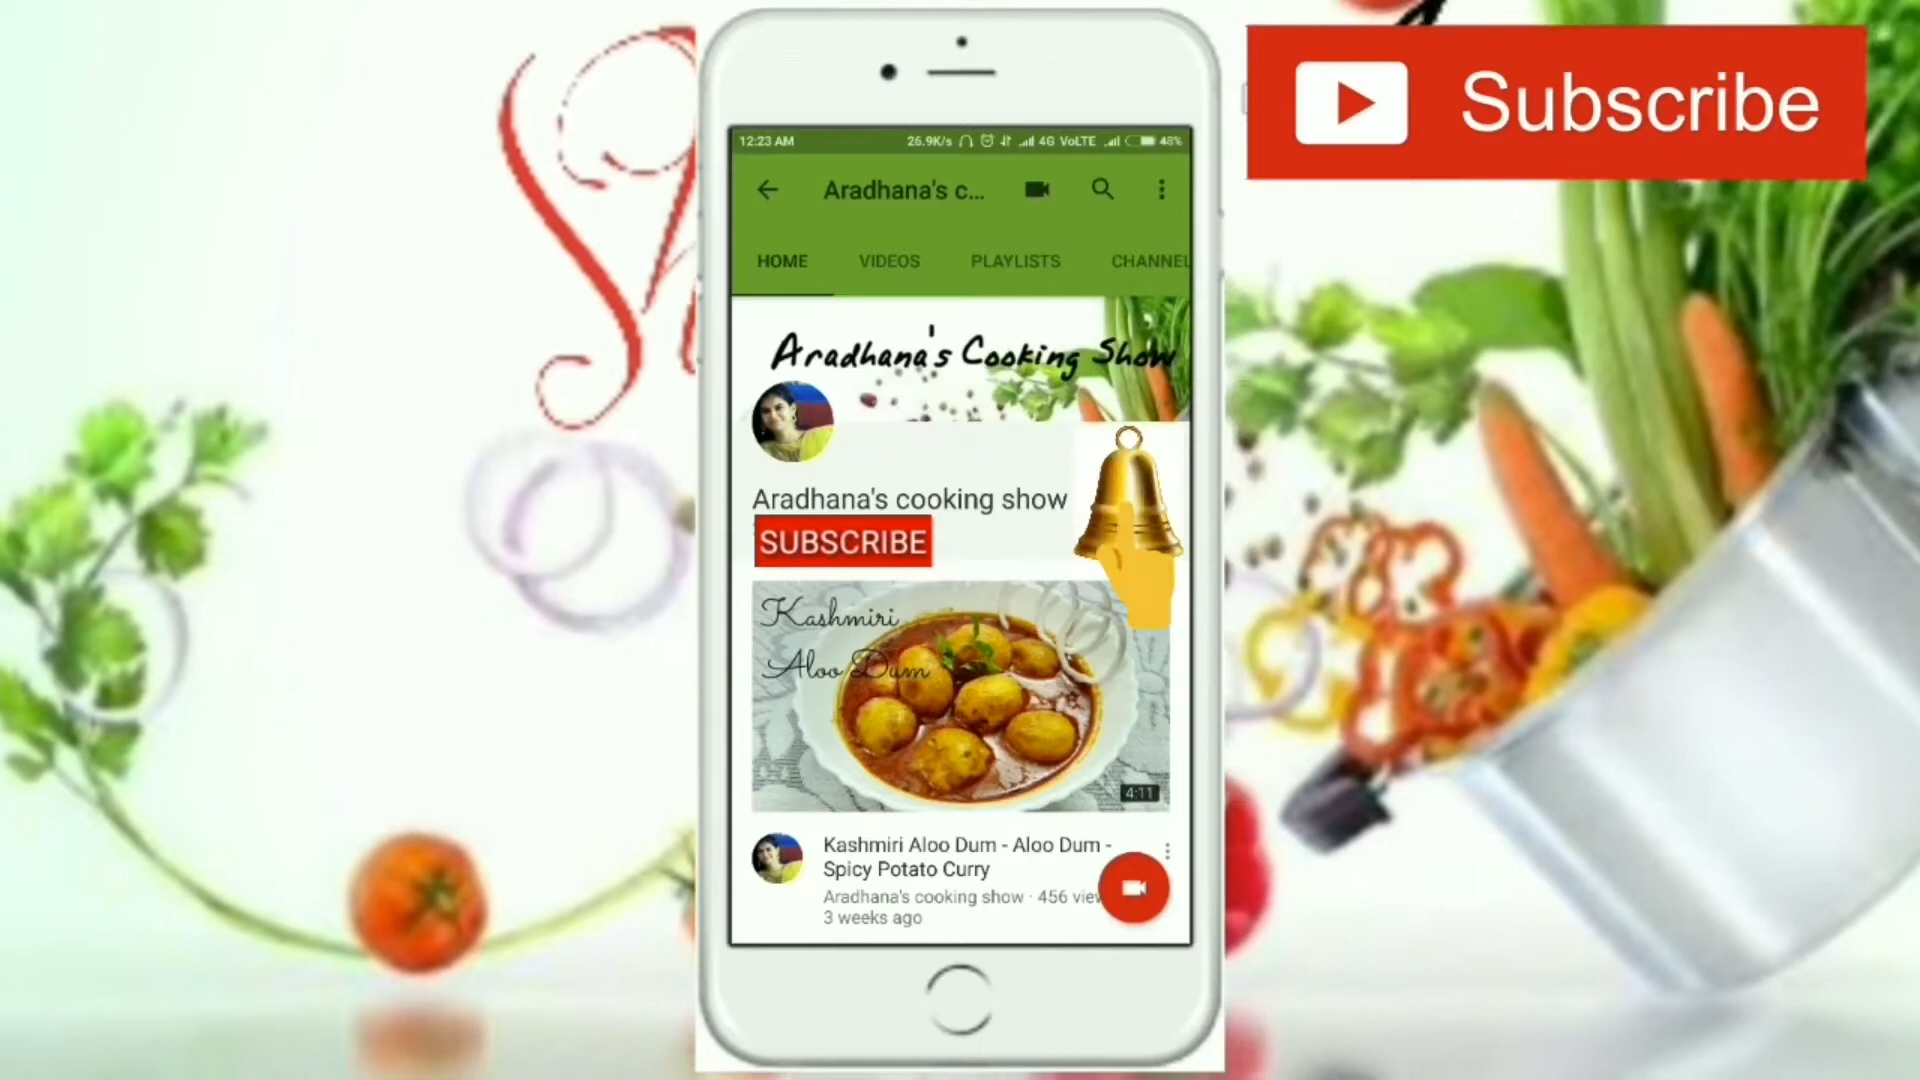 Subscribe
12:23 AM 26.9K/s 4G VoLTE 48%
Aradhana's c...
HOME VIDEOS PLAYLISTS CHANNEL
Aradhana's Cooking Show
Aradhana's cooking show
SUBSCRIBE
Kashmiri
Aloo Dum
4:11
Kashmiri Aloo Dum - Aloo Dum -
Spicy Potato Curry
Aradhana's cooking show · 456 view
3 weeks ago